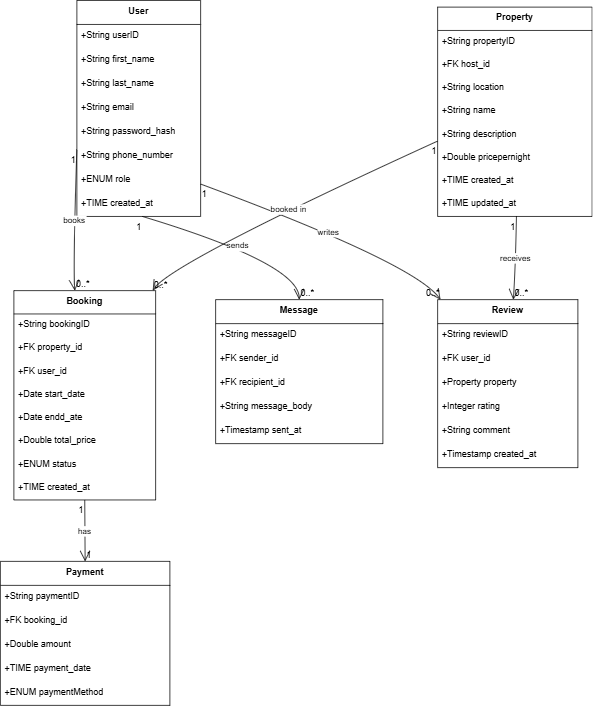 User
+String userID
+String first_name
+String last_name
+String email
+String password_hash
+String phone_number
+ENUM role
+TIME created_at
Property
+String propertyID
+FK host_id
+String location
+String name
+String description
+Double pricepernight
+TIME created_at
+TIME updated_at
1
books
0..*
1
sends
0..*
1
writes
0..*
1
booked in
0..*
1
receives
0..*
Booking
+String bookingID
+FK property_id
+FK user_id
+Date start_date
+Date endd_ate
+Double total_price
+ENUM status
+TIME created_at
Message
+String messageID
+FK sender_id
+FK recipient_id
+String message_body
+Timestamp sent_at
Review
+String reviewID
+FK user_id
+Property property
+Integer rating
+String comment
+Timestamp created_at
1
has
1
Payment
+String paymentID
+FK booking_id
+Double amount
+TIME payment_date
+ENUM paymentMethod